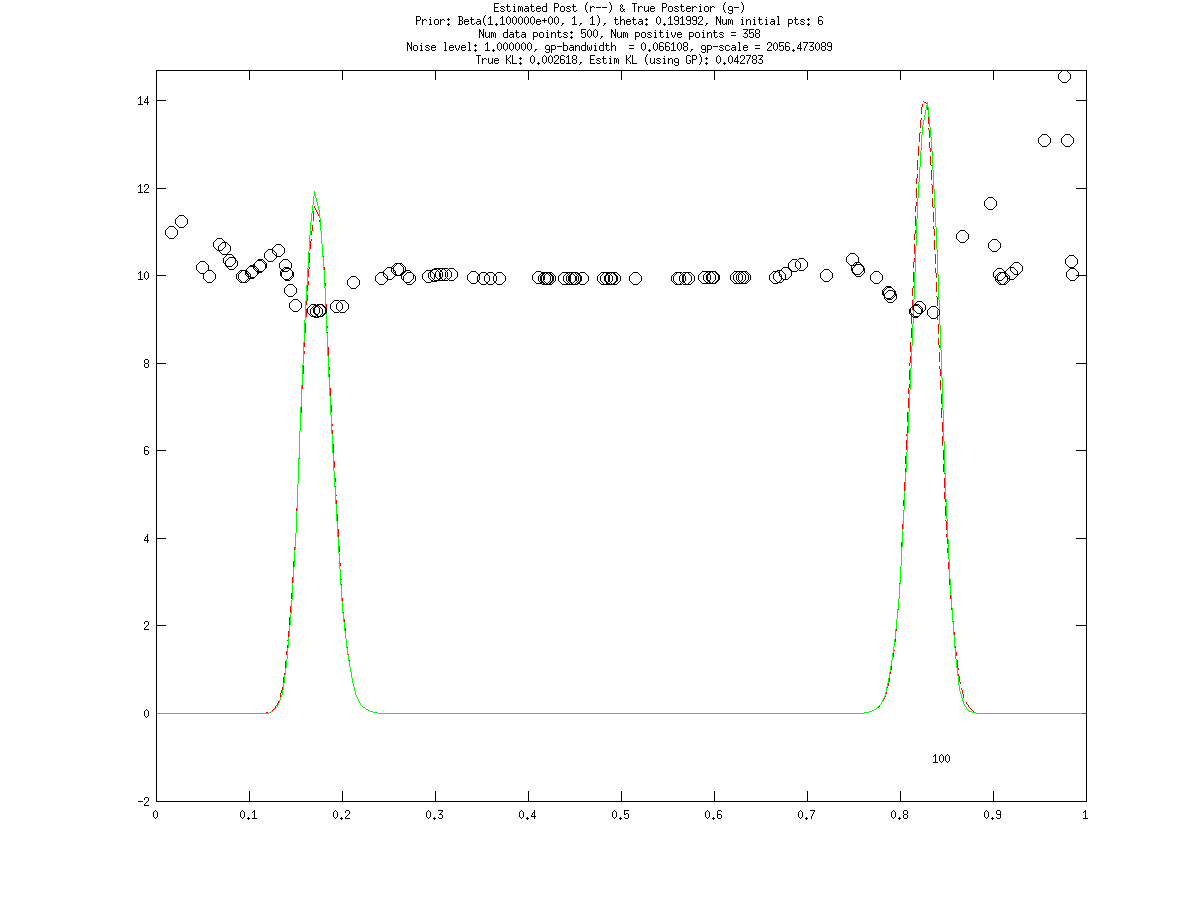 Estimated Post (r--) & True Posterior (g-)
Prior: Beta(1.100000e+00, 1, 1), theta: 0.191992, Num initial pts: 6
Num data points: 500, Num positive points = 358
Noise level: 1.000000, gp-bandwidth  = 0.066108, gp-scale = 2056.473089
True KL: 0.002618, Estim KL (using GP): 0.042783
14
12
10
8
6
4
2
0
100
-2
0 0.1 0.2 0.3 0.4 0.5 0.6 0.7 0.8 0.9 1